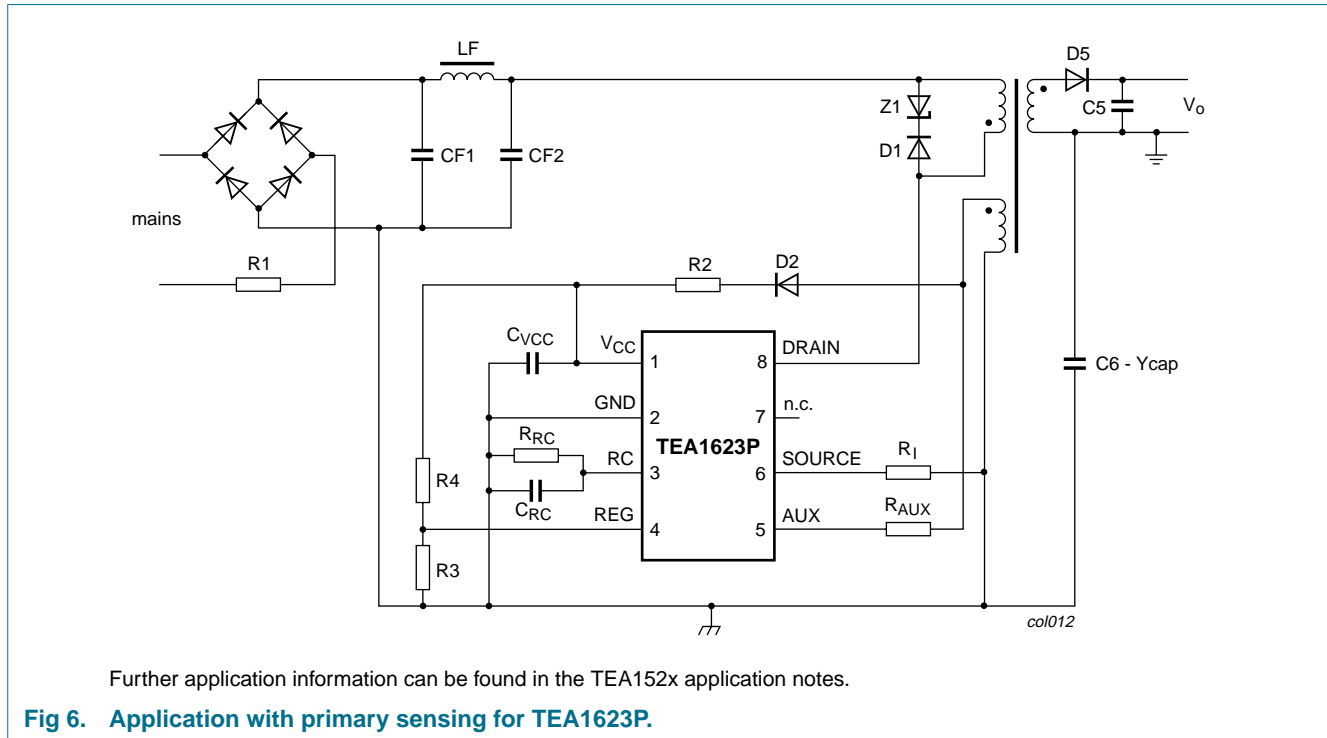 LF
D5
Z1
C5
Vo
CF1
CF2
D1
mains
R1
R2
D2
CVCC
VCC
1
8
DRAIN
C6 - Ycap
GND
2
7
n.c.
TEA1623P
RRC
RC
3
6
SOURCE
RI
R4
CRC
REG
4
5
AUX
RAUX
R3
col012
Further application information can be found in the TEA152x application notes.
Fig 6. Application with primary sensing for TEA1623P.